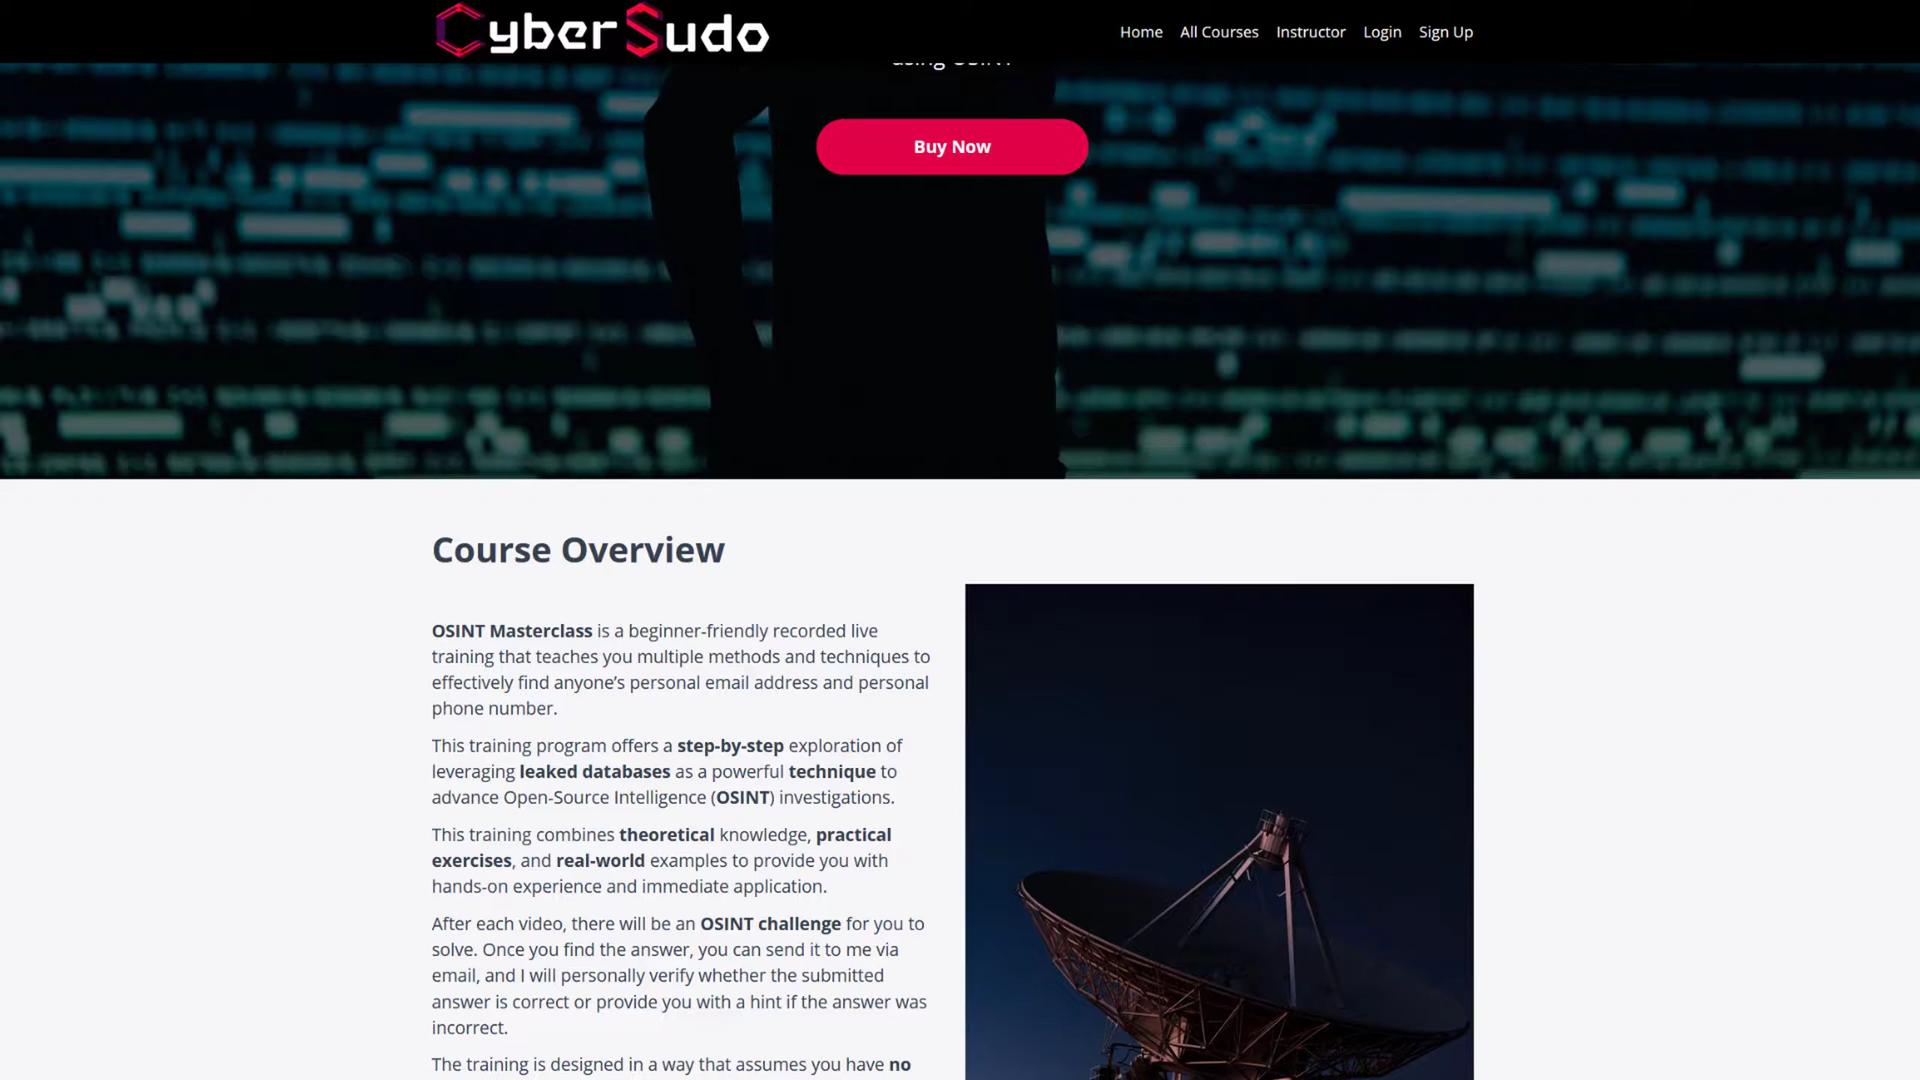 CyberSudo
Home All Courses Instructor Login Sign Up
using OSINT
Buy Now
Course Overview
OSINT Masterclass is a beginner-friendly recorded live
training that teaches you multiple methods and techniques to
effectively find anyone’s personal email address and personal
phone number.
This training program offers a step-by-step exploration of
leveraging leaked databases as a powerful technique to
advance Open-Source Intelligence (OSINT) investigations.
This training combines theoretical knowledge, practical
exercises, and real-world examples to provide you with
hands-on experience and immediate application.
After each video, there will be an OSINT challenge for you to
solve. Once you find the answer, you can send it to me via
email, and I will personally verify whether the submitted
answer is correct or provide you with a hint if the answer was
incorrect.
The training is designed in a way that assumes you have no